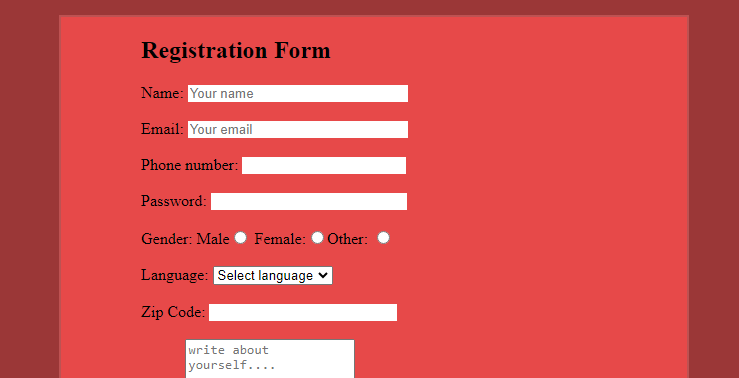 Registration Form
Name: Your name
Email: Your email
Phone number:
Password:
Gender: Male Female: Other:
Language: Select language
Zip Code:
write about
yourself....